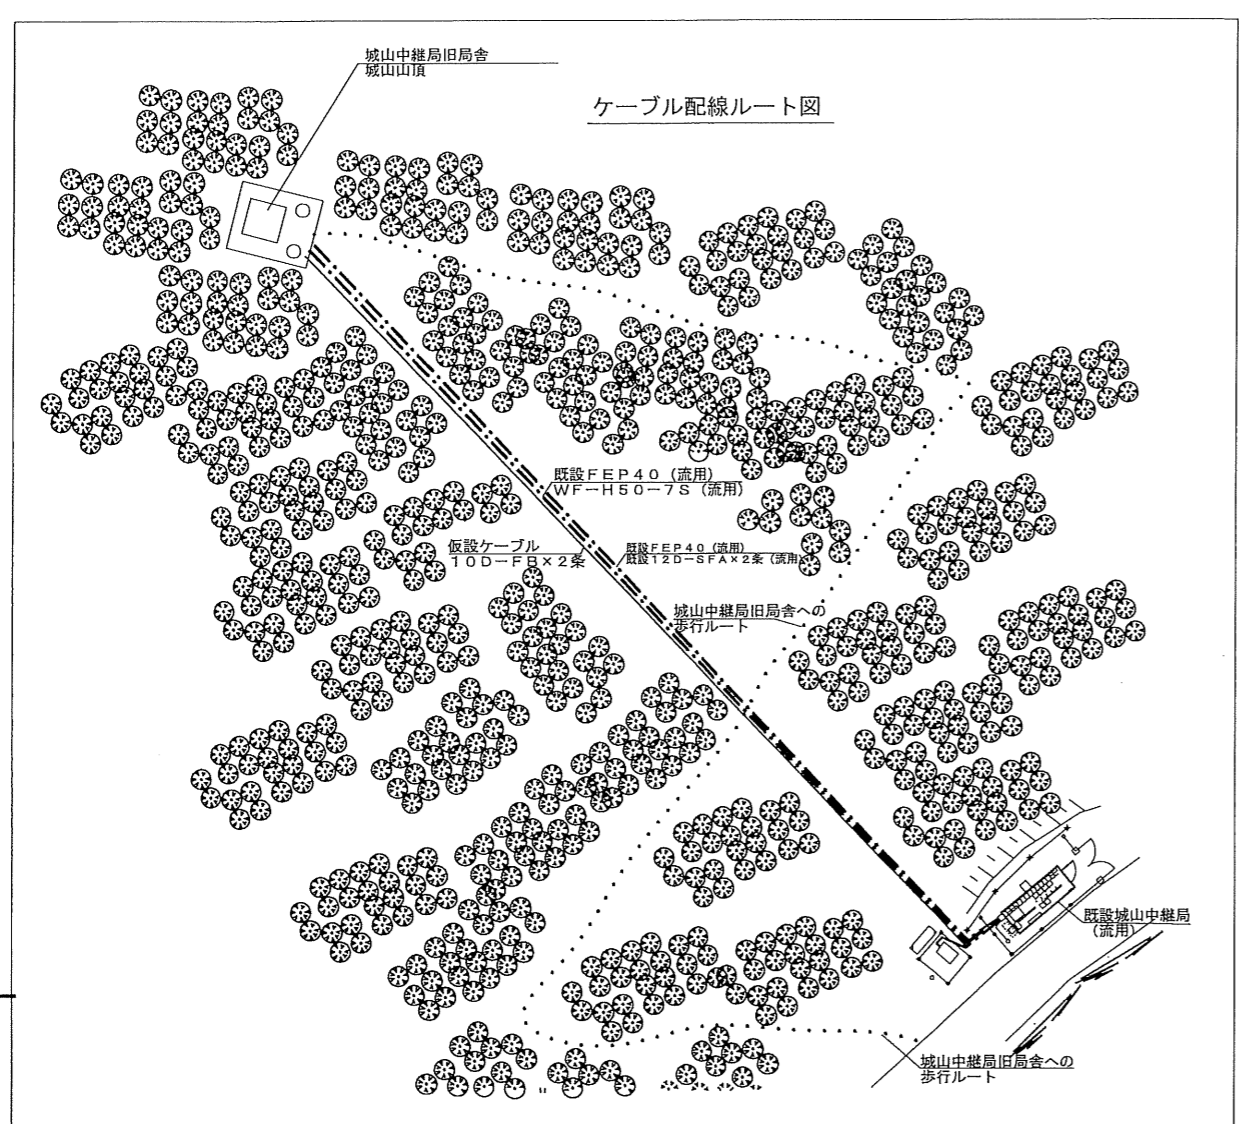 城山中継局旧局舎
城山山頂
ケーブル配線ルート図
既設FEP40（流用）
WF－H50－7S（流用）
仮設ケーブル
10D－FB×2条
既設FEP40（流用）
既設12D－SFA×2条（流用）
城山中継局旧局舎への
歩行ルート
既設城山中継局
（流用）
城山中継局旧局舎への
歩行ルート